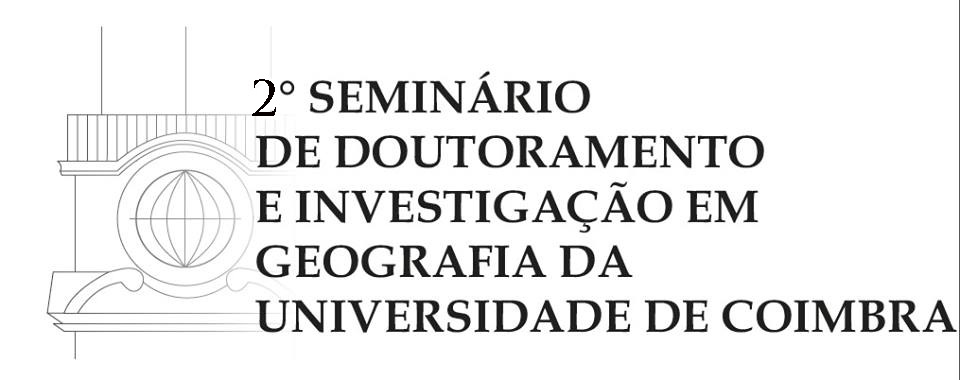 2° SEMINÁRIO
DE DOUTORAMENTO
E INVESTIGAÇÃO EM
GEOGRAFIA DA
UNIVERSIDADE DE COIMBRA